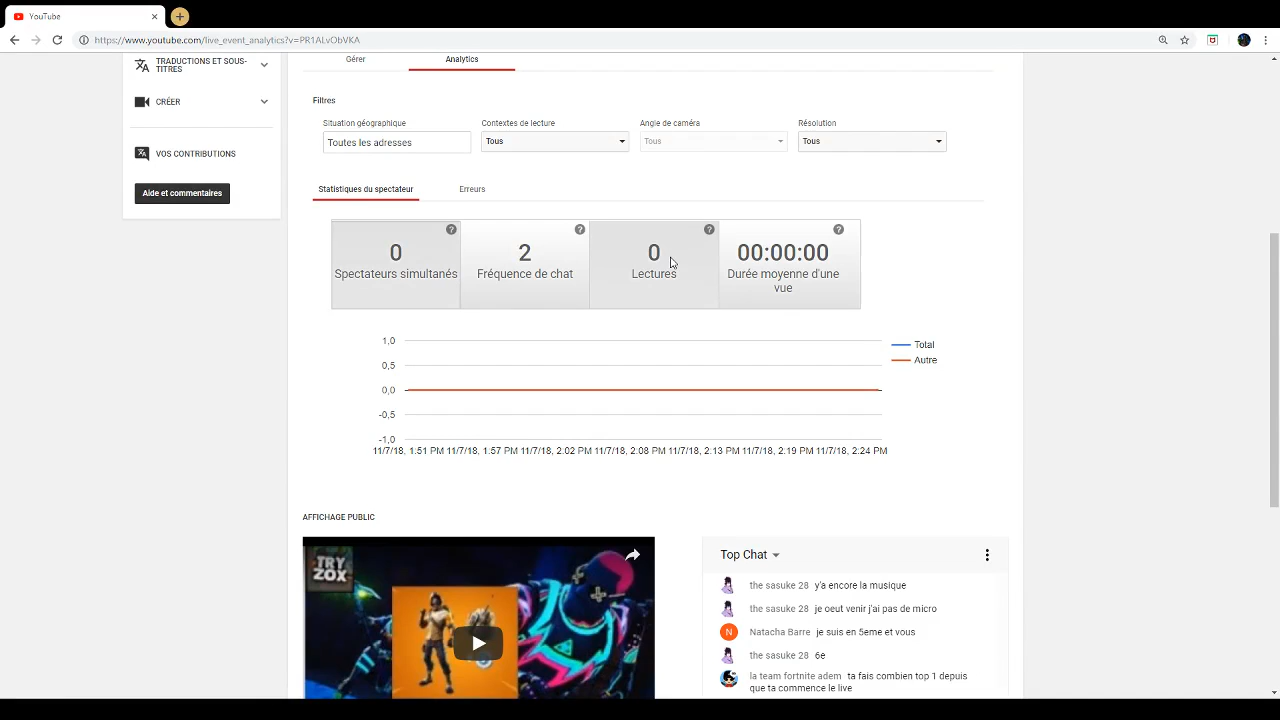 YouTube
https://www.youtube.com/live_event_analytics?v=PR1ALvObVKA
TRADUCTIONS ET SOUS-
TITRES
CRÉER
VOS CONTRIBUTIONS
Aide et commentaires
Gérer
Analytics
Filtres
Situation géographique
Contextes de lecture
Angle de caméra
Résolution
Toutes les adresses
Tous
Tous
Tous
Statistiques du spectateur
Erreurs
0
Spectateurs simultanés
2
Fréquence de chat
0
Lectures
00:00:00
Durée moyenne d'une
vue
1,0
0,5
0,0
-0,5
-1,0
Total
Autre
11/7/18, 1:51 PM 11/7/18, 1:57 PM 11/7/18, 2:02 PM 11/7/18, 2:08 PM 11/7/18, 2:13 PM 11/7/18, 2:19 PM 11/7/18, 2:24 PM
AFFICHAGE PUBLIC
TRY
ZOX
Top Chat
the sasuke 28 y'a encore la musique
the sasuke 28 je oeut venir j'ai pas de micro
N Natacha Barre je suis en 5eme et vous
the sasuke 28 6e
la team fortnite adem ta fais combien top 1 depuis
que ta commence le live